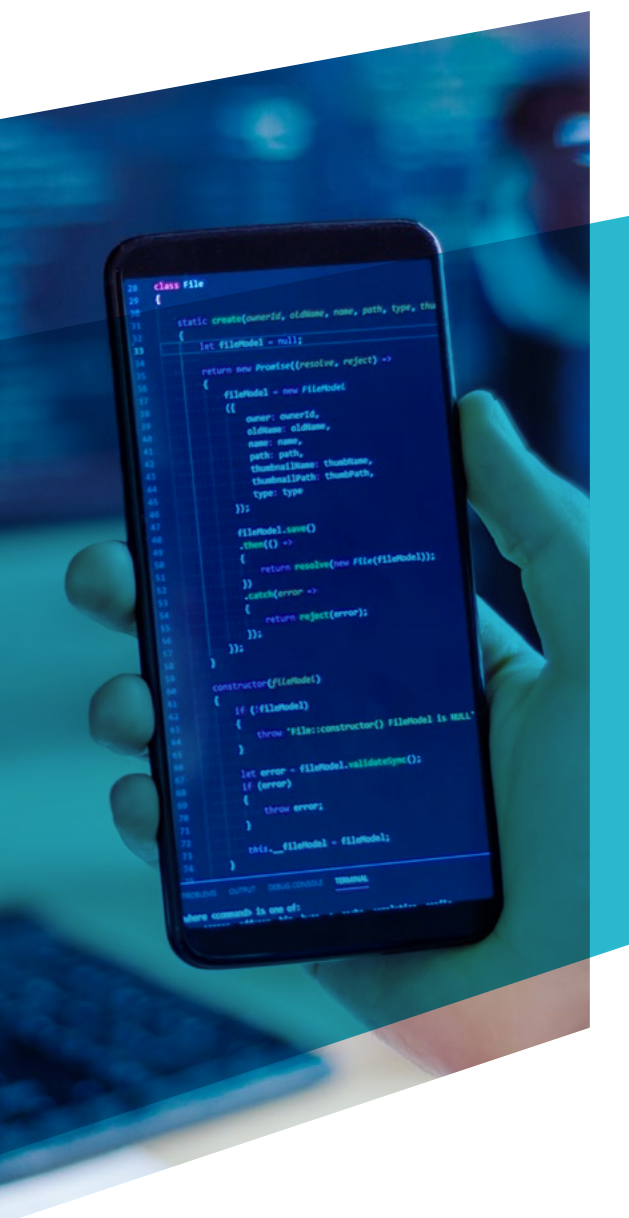 28 class File
29 {
30
31 static create(ownerId, oldName, name, path, type, thu
32 {
33 let fileModel = null;
34
35 return new Promise((resolve, reject) =>
36 {
37 fileModel = new FileModel
38 ({
39 owner: ownerId,
40 oldName: oldName,
41 name: name,
42 path: path,
43 thumbnailName: thumbName,
44 thumbnailPath: thumbPath,
45 type: type
46 });
47
48 fileModel.save()
49 .then(() =>
50 {
51 return resolve(new File(fileModel));
52 })
53 .catch(error =>
54 {
55 return reject(error);
56 });
57 });
58 }
59
60 constructor(fileModel)
61 {
62 if (!fileModel)
63 {
64 throw "File::constructor() FileModel is NULL"
65 }
66
67 let error = fileModel.validateSync();
68 if (error)
69 {
70 throw error;
71 }
72
73 this.__fileModel = fileModel;
74 }
PROBLEMS OUTPUT DEBUG CONSOLE TERMINAL
where <command> is one of: